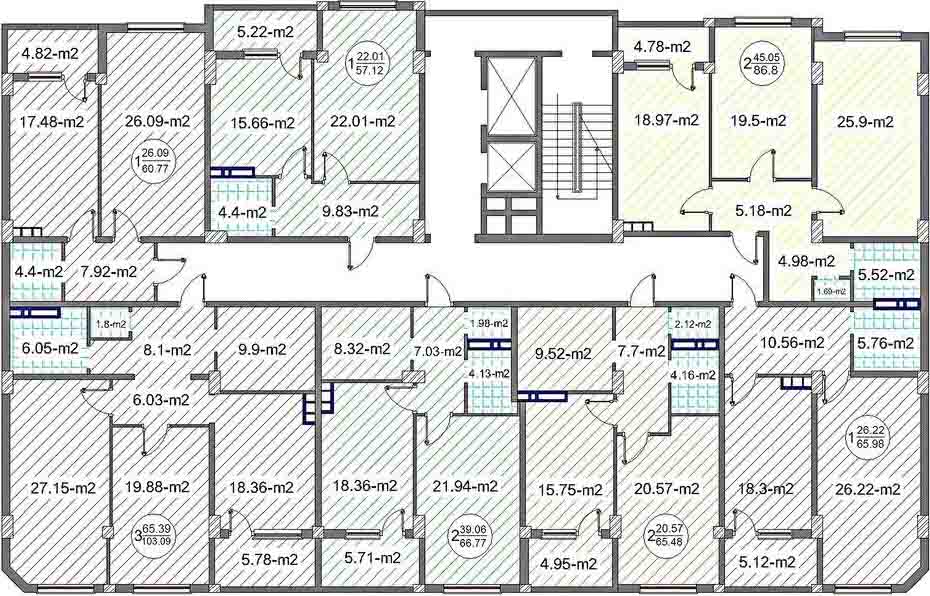 5.22-m2
1 22.01
57.12
4.82-m2
4.78-m2
2 45.05
86.8
17.48-m2
26.09-m2
15.66-m2
22.01-m2
18.97-m2
19.5-m2
25.9-m2
1 26.09
60.77
4.4-m2
9.83-m2
5.18-m2
4.4-m2
7.92-m2
4.98-m2
5.52-m2
1.69-m2
1.8-m2
1.98-m2
2.12-m2
6.05-m2
8.1-m2
9.9-m2
8.32-m2
7.03-m2
9.52-m2
7.7-m2
10.56-m2
5.76-m2
4.13-m2
4.16-m2
6.03-m2
1 26.22
65.98
27.15-m2
19.88-m2
18.36-m2
18.36-m2
21.94-m2
15.75-m2
20.57-m2
18.3-m2
26.22-m2
3 65.39
103.09
2 39.06
66.77
2 20.57
65.48
5.78-m2
5.71-m2
4.95-m2
5.12-m2